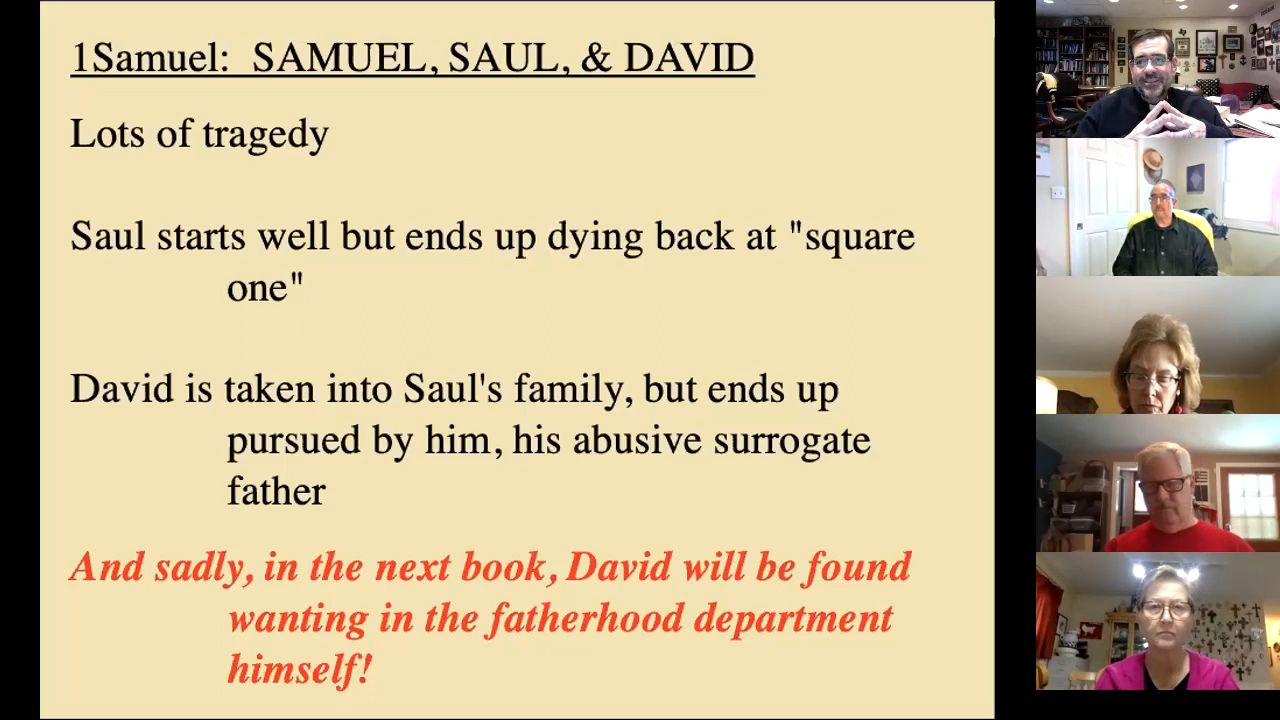 1Samuel: SAMUEL, SAUL, & DAVID
Lots of tragedy
Saul starts well but ends up dying back at "square
one"
David is taken into Saul's family, but ends up
pursued by him, his abusive surrogate
father
And sadly, in the next book, David will be found
wanting in the fatherhood department
himself!